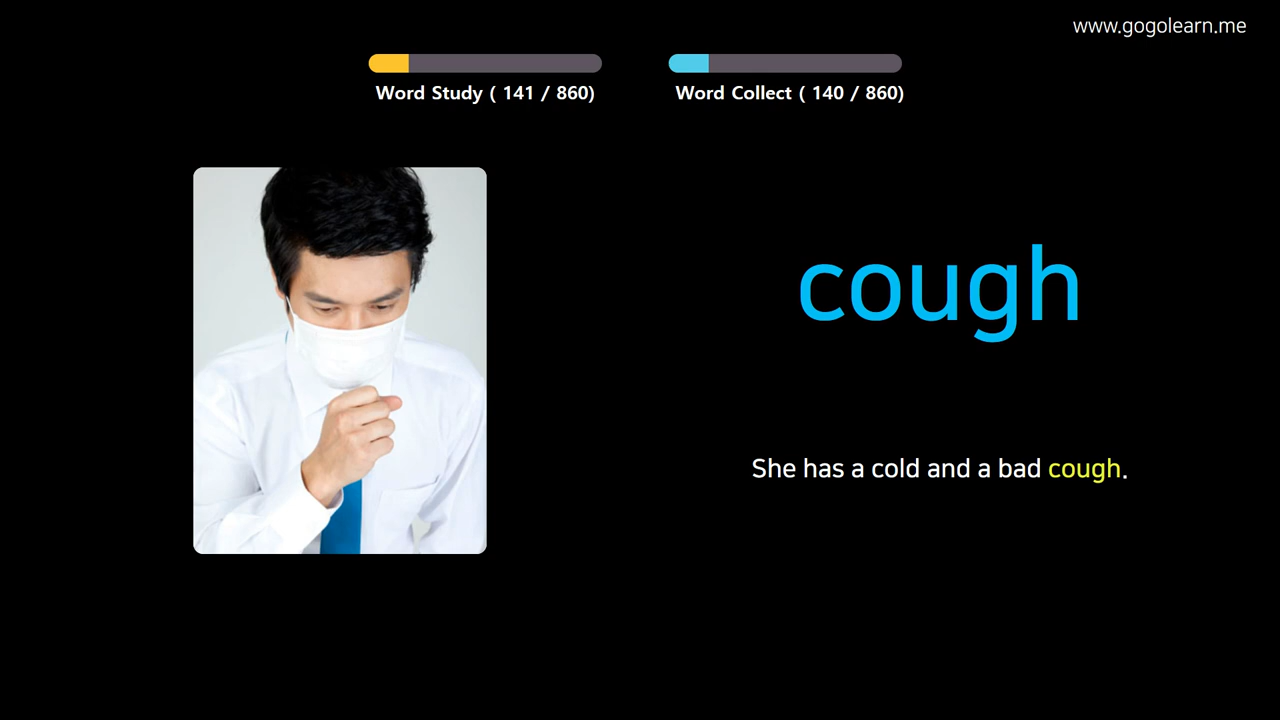 www.gogolearn.me
Word Study ( 141 / 860)
Word Collect ( 140 / 860)
cough
She has a cold and a bad cough.